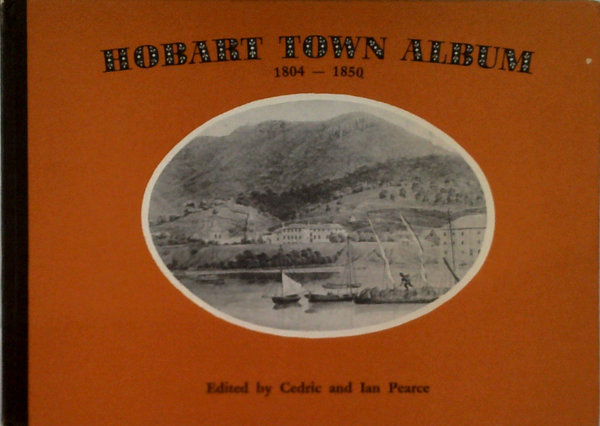 HOBART TOWN ALBUM
1804 — 1850
Edited by Cedric and Ian Pearce